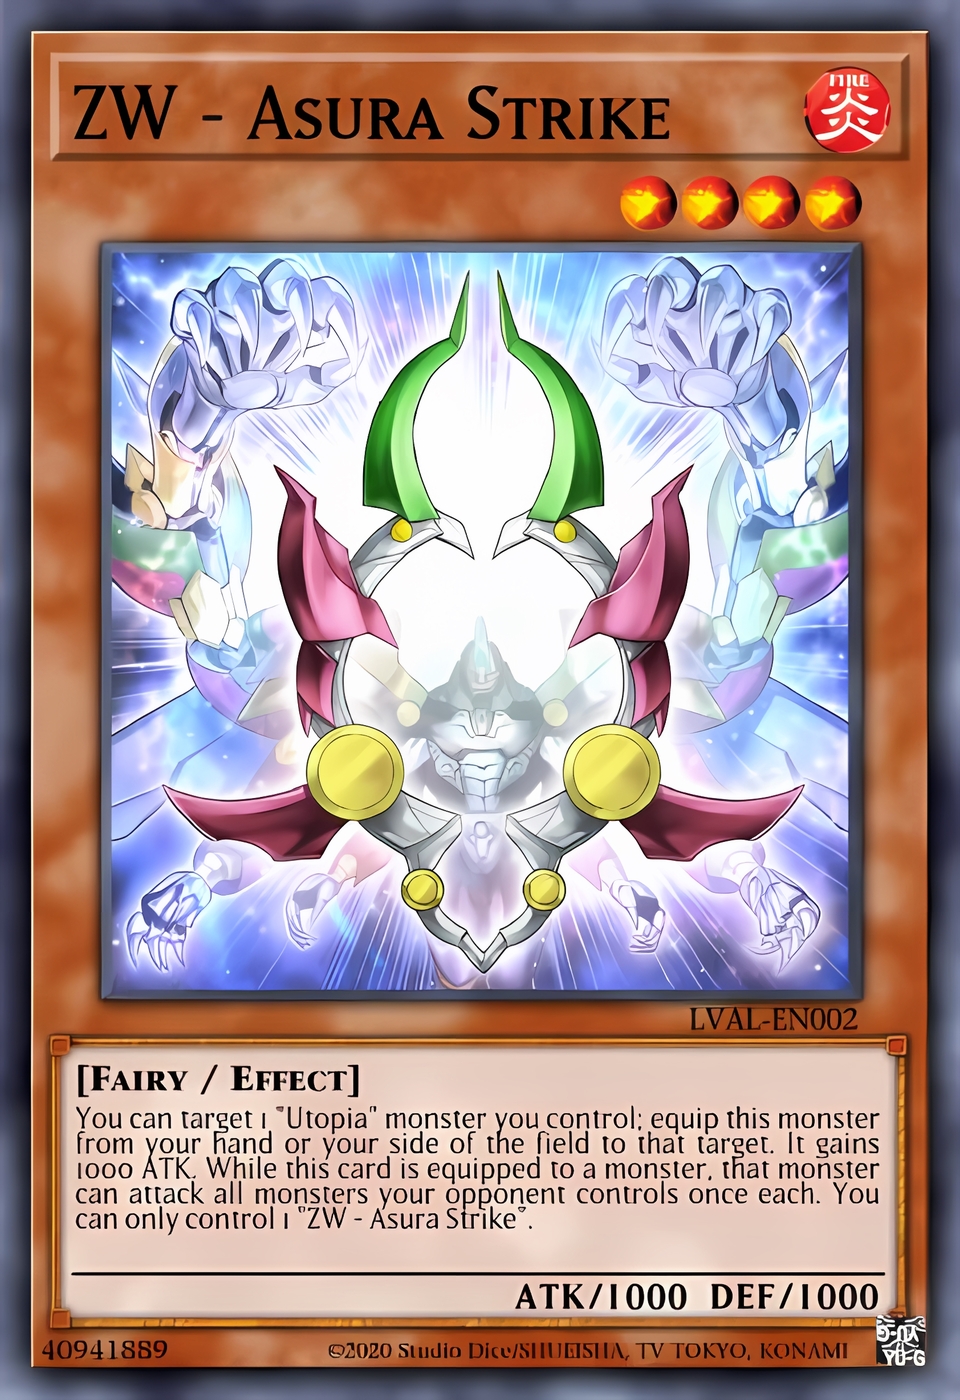 ZW - Asura Strike
炎
LVAL-EN002
[Fairy / Effect]
You can target 1 "Utopia" monster you control; equip this monster
from your hand or your side of the field to that target. It gains
1000 ATK. While this card is equipped to a monster, that monster
can attack all monsters your opponent controls once each. You
can only control 1 "ZW - Asura Strike".
ATK/1000 DEF/1000
40941889
©2020 Studio Dice/SHUEISHA, TV TOKYO, KONAMI